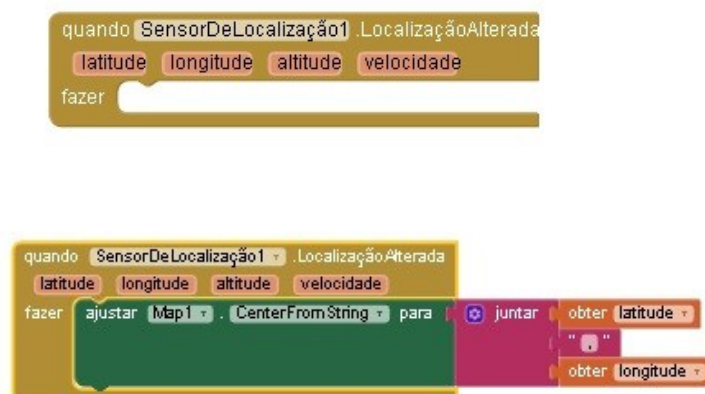 quando SensorDeLocalização1 .LocalizaçãoAlterada
latitude longitude altitude velocidade
fazer
quando SensorDeLocalização1 .LocalizaçãoAlterada
latitude longitude altitude velocidade
fazer ajustar Map1 . CenterFromString para juntar obter latitude
" , "
obter longitude